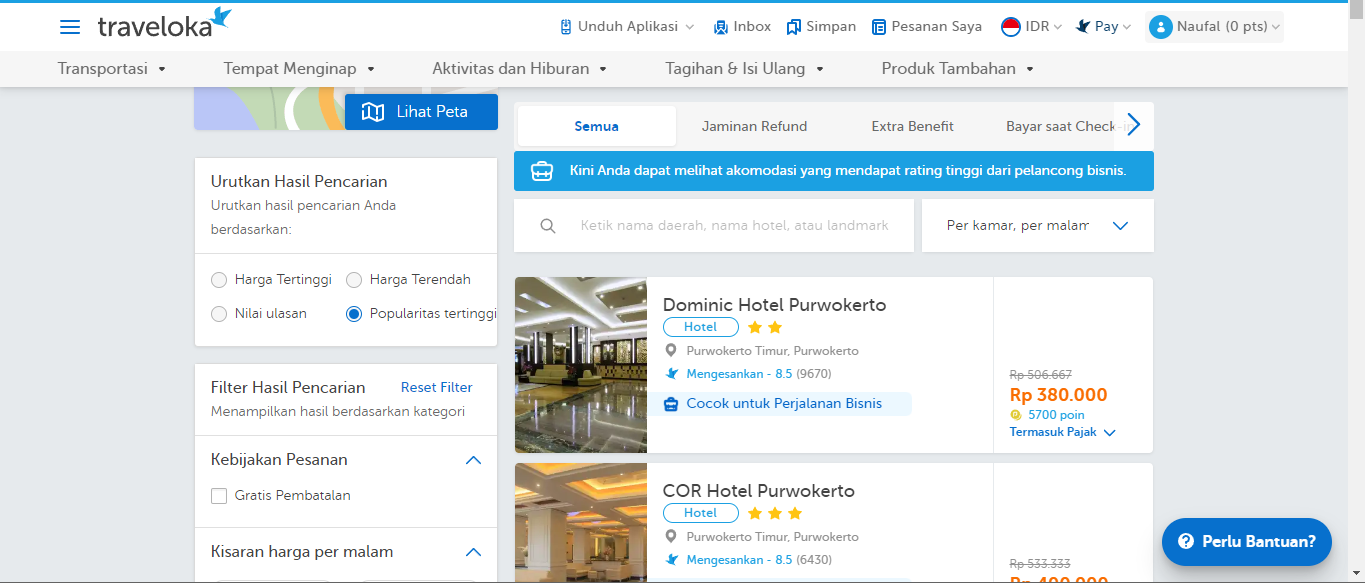 traveloka
Unduh Aplikasi
Inbox
Simpan
Pesanan Saya
IDR
Pay
Naufal (0 pts)
Transportasi
Tempat Menginap
Aktivitas dan Hiburan
Tagihan & Isi Ulang
Produk Tambahan
Lihat Peta
Urutkan Hasil Pencarian
Urutkan hasil pencarian Anda
berdasarkan:
Harga Tertinggi
Harga Terendah
Nilai ulasan
Popularitas tertinggi
Filter Hasil Pencarian
Reset Filter
Menampilkan hasil berdasarkan kategori
Kebijakan Pesanan
Gratis Pembatalan
Kisaran harga per malam
Semua
Jaminan Refund
Extra Benefit
Bayar saat Check-in
Kini Anda dapat melihat akomodasi yang mendapat rating tinggi dari pelancong bisnis.
Ketik nama daerah, nama hotel, atau landmark
Per kamar, per malam
Dominic Hotel Purwokerto
Hotel
Purwokerto Timur, Purwokerto
Mengesankan - 8.5 (9670)
Cocok untuk Perjalanan Bisnis
Rp 506.667
Rp 380.000
5700 poin
Termasuk Pajak
COR Hotel Purwokerto
Hotel
Purwokerto Timur, Purwokerto
Mengesankan - 8.5 (6430)
Rp 533.333
Rp 400.000
Perlu Bantuan?